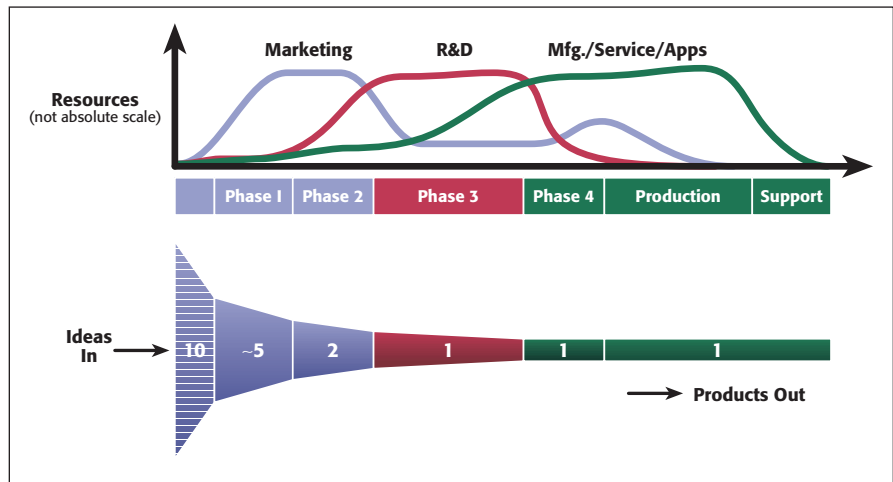 Marketing
R&D
Mfg./Service/Apps
Resources
(not absolute scale)
Phase 1
Phase 2
Phase 3
Phase 4
Production
Support
Ideas
In
10
~5
2
1
1
1
Products Out